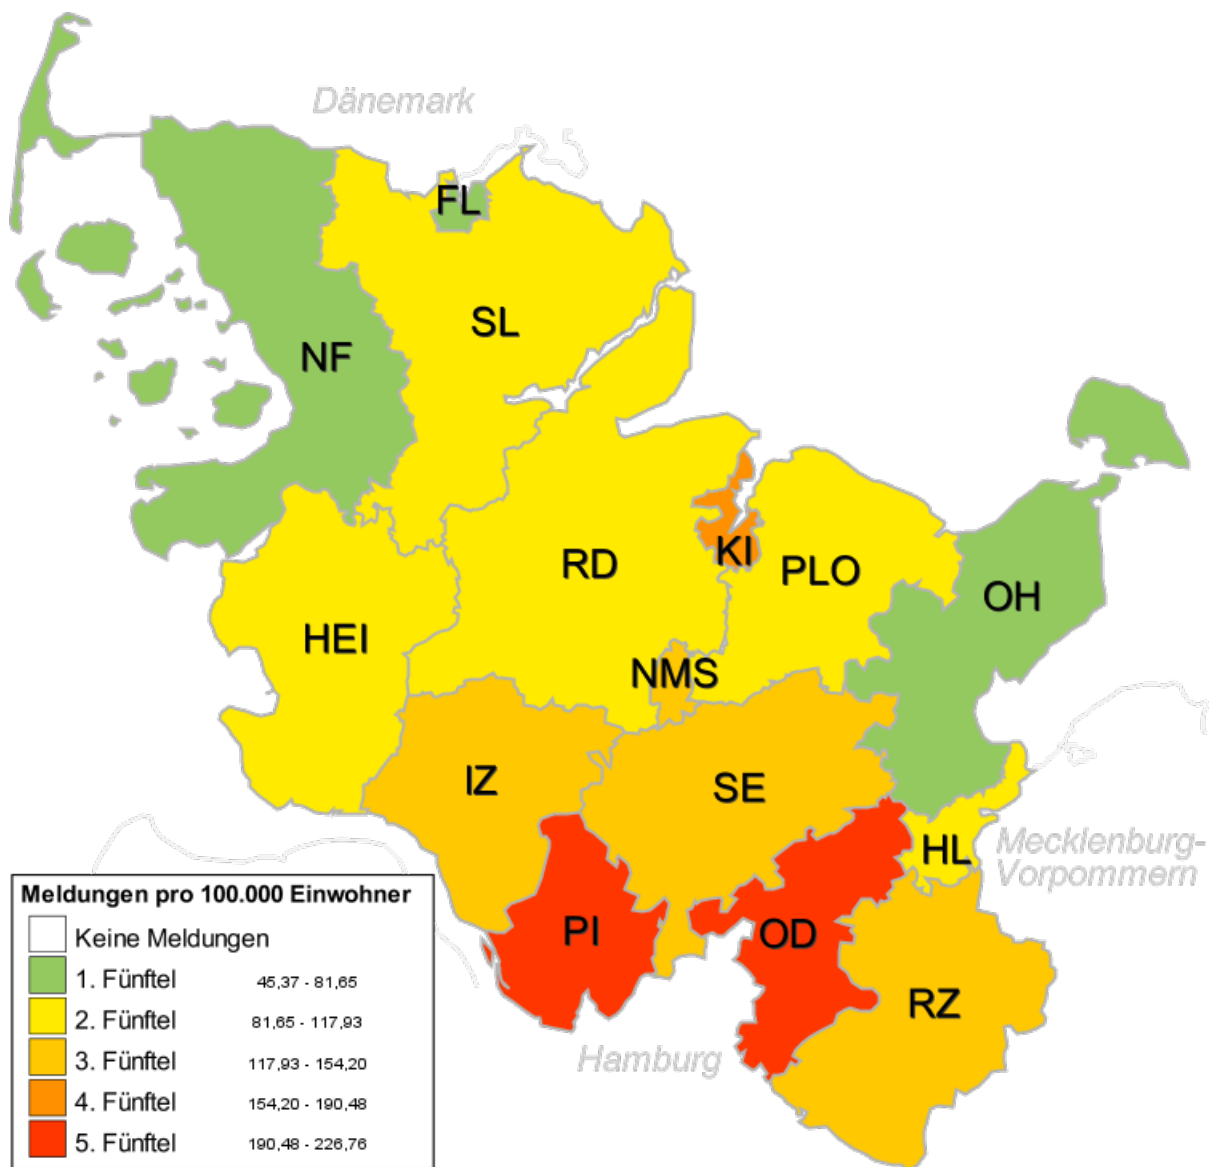 Dänemark
FL
SL
NF
KI
RD
PLO
OH
HEI
NMS
IZ
SE
HL
Mecklenburg-
Vorpommern
PI
OD
RZ
Hamburg
Meldungen pro 100.000 Einwohner
Keine Meldungen
1. Fünftel 45,37 - 81,65
2. Fünftel 81,65 - 117,93
3. Fünftel 117,93 - 154,20
4. Fünftel 154,20 - 190,48
5. Fünftel 190,48 - 226,76